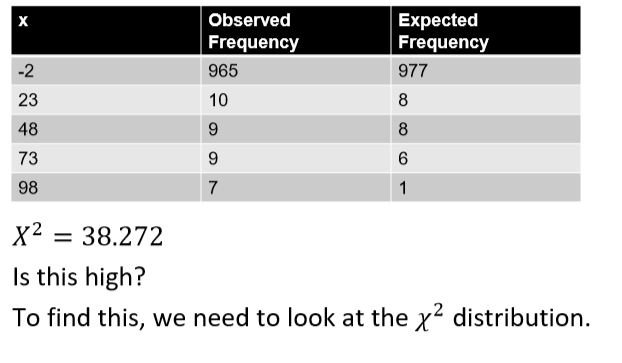 x Observed Frequency Expected Frequency
-2 965 977
23 10 8
48 9 8
73 9 6
98 7 1
X² = 38.272
Is this high?
To find this, we need to look at the χ² distribution.